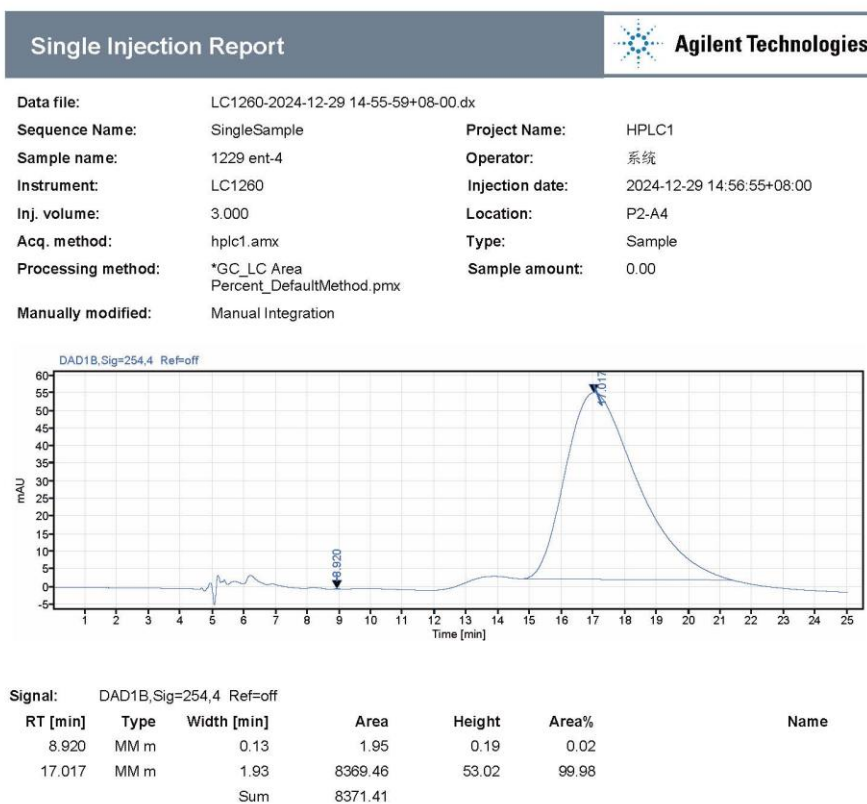 Single Injection Report
Agilent Technologies
Data file: LC1260-2024-12-29 14-55-59+08-00.dx
Sequence Name: SingleSample Project Name: HPLC1
Sample name: 1229 ent-4 Operator: 系统
Instrument: LC1260 Injection date: 2024-12-29 14:56:55+08:00
Inj. volume: 3.000 Location: P2-A4
Acq. method: hplc1.amx Type: Sample
Processing method: *GC_LC Area Sample amount: 0.00
Percent_DefaultMethod.pmx
Manually modified: Manual Integration
DAD1B,Sig=254,4 Ref=off
60
55
50
45
40
35
30
25
20
15
10
5
0
-5
mAU
8.920
17.017
1 2 3 4 5 6 7 8 9 10 11 12 13 14 15 16 17 18 19 20 21 22 23 24 25
Time [min]
Signal: DAD1B,Sig=254,4 Ref=off
RT [min] Type Width [min] Area Height Area% Name
8.920 MM m 0.13 1.95 0.19 0.02
17.017 MM m 1.93 8369.46 53.02 99.98
Sum 8371.41